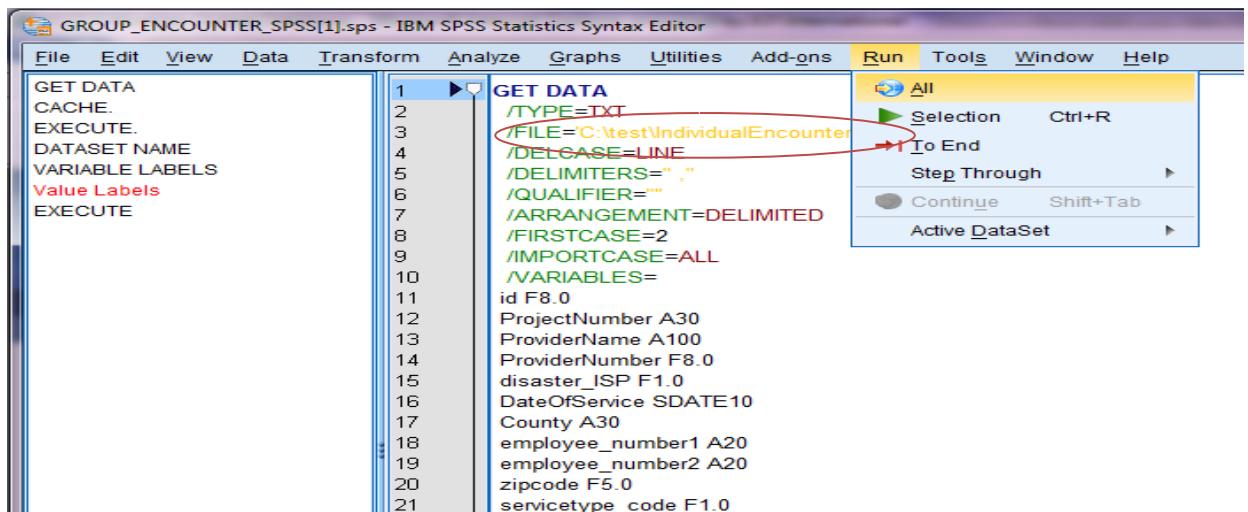 GROUP_ENCOUNTER_SPSS[1].sps - IBM SPSS Statistics Syntax Editor
File Edit View Data Transform Analyze Graphs Utilities Add-ons Run Tools Window Help
GET DATA
CACHE.
EXECUTE.
DATASET NAME
VARIABLE LABELS
Value Labels
EXECUTE
1 GET DATA
2 /TYPE=TXT
3 /FILE='C:\test\IndividualEncounter
4 /DELCASE=LINE
5 /DELIMITERS=" ,"
6 /QUALIFIER='"'
7 /ARRANGEMENT=DELIMITED
8 /FIRSTCASE=2
9 /IMPORTCASE=ALL
10 /VARIABLES=
11 id F8.0
12 ProjectNumber A30
13 ProviderName A100
14 ProviderNumber F8.0
15 disaster_ISP F1.0
16 DateOfService SDATE10
17 County A30
18 employee_number1 A20
19 employee_number2 A20
20 zipcode F5.0
21 servicetype_code F1.0
All
Selection Ctrl+R
To End
Step Through
Continue Shift+Tab
Active DataSet